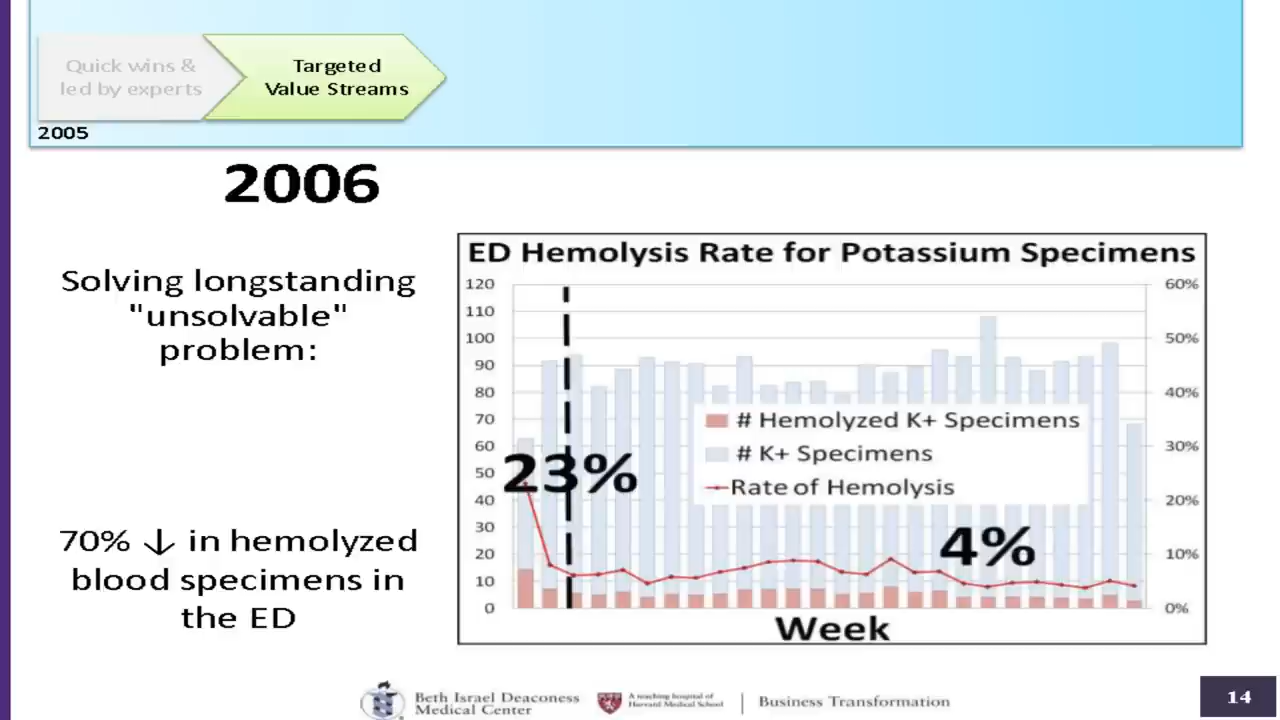 Quick wins &
led by experts
Targeted
Value Streams
2005
2006
Solving longstanding
"unsolvable"
problem:
70% ↓ in hemolyzed
blood specimens in
the ED
ED Hemolysis Rate for Potassium Specimens
120
110
100
90
80
70
60
50
40
30
20
10
0
60%
50%
40%
30%
20%
10%
0%
# Hemolyzed K+ Specimens
# K+ Specimens
Rate of Hemolysis
23%
4%
Week
Beth Israel Deaconess
Medical Center
A teaching hospital of
Harvard Medical School
Business Transformation
14